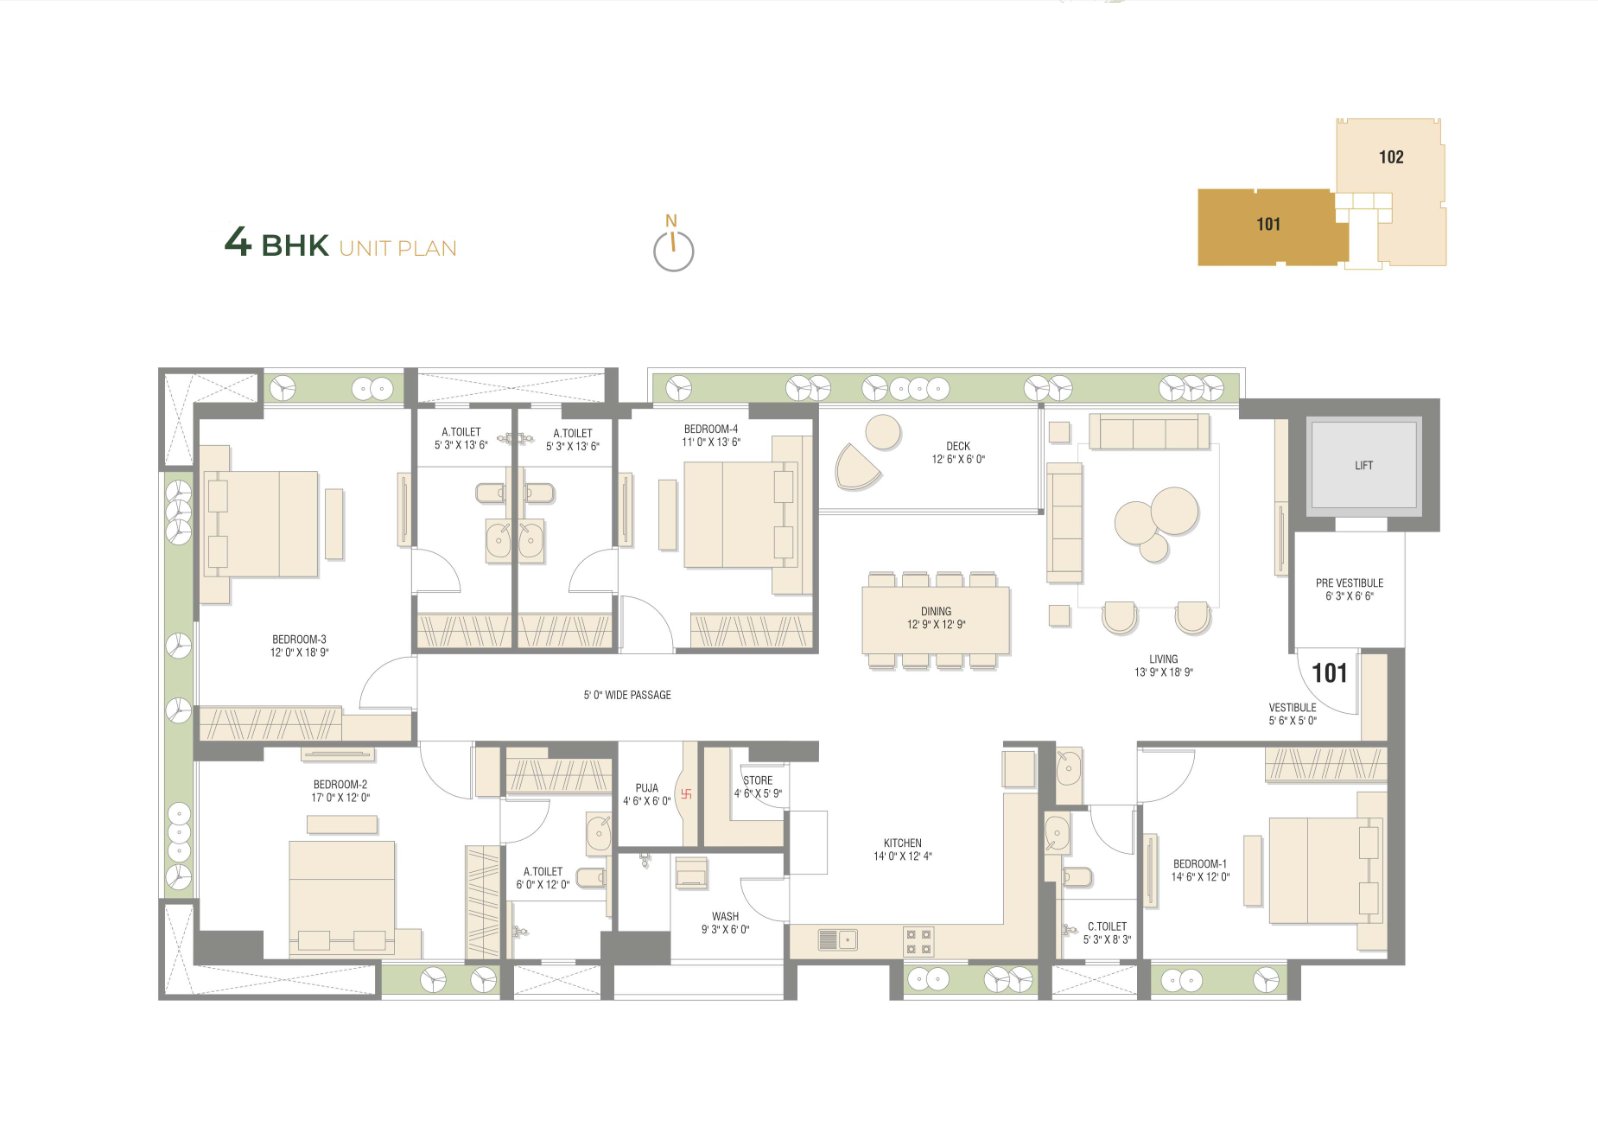 102
101
4 BHK UNIT PLAN
N
A.TOILET
5' 3" X 13' 6"
A.TOILET
5' 3" X 13' 6"
BEDROOM-4
11' 0" X 13' 6"
DECK
12' 6" X 6' 0"
LIFT
PRE VESTIBULE
6' 3" X 6' 6"
DINING
12' 9" X 12' 9"
BEDROOM-3
12' 0" X 18' 9"
LIVING
13' 9" X 18' 9"
101
5' 0" WIDE PASSAGE
VESTIBULE
5' 6" X 5' 0"
BEDROOM-2
17' 0" X 12' 0"
PUJA
4' 6" X 6' 0"
STORE
4' 6" X 5' 9"
KITCHEN
14' 0" X 12' 4"
BEDROOM-1
14' 6" X 12' 0"
A.TOILET
6' 0" X 12' 0"
WASH
9' 3" X 6' 0"
C.TOILET
5' 3" X 8' 3"